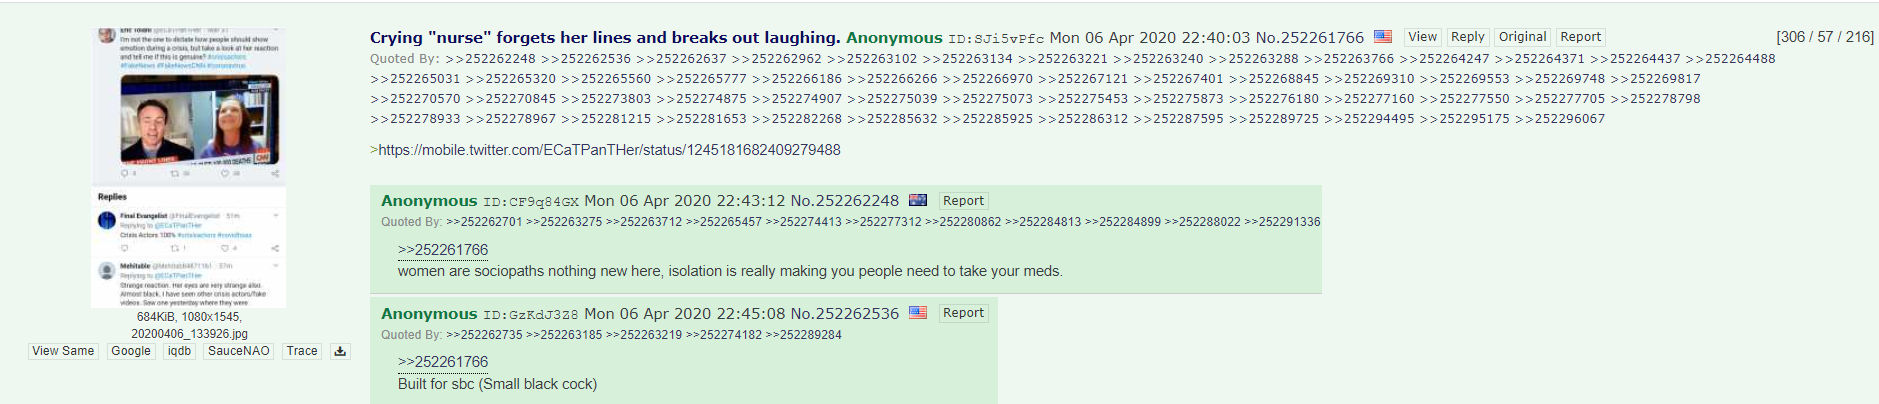 Eric Toland @ECaTPanTHer · Mar 31
I'm not the one to dictate how people should show
emotion during a crisis, but take a look at her reaction
and tell me if this is genuine? #crisisactors
#FakeNews #FakeNewsCNN #coronavirus
CNN
Replies
Final Evangelist @FinalEvangelist · 51m
Replying to @ECaTPanTHer
Crisis Actors 100% #crisisactors
Mehitable
57m
Replying to @ECaTPanTHer
Strange reaction. Her eyes are very strange also.
Almost black. I have seen other crisis actors/fake
videos. Saw one yesterday where they were
684KiB, 1080x1545,
20200406_133926.jpg
View Same Google iqdb SauceNAO Trace
Crying "nurse" forgets her lines and breaks out laughing. Anonymous ID:SJi5vPfc Mon 06 Apr 2020 22:40:03 No.252261766 View Reply Original Report [306 / 57 / 216]
Quoted By: >>252262248 >>252262536 >>252262637 >>252262962 >>252263102 >>252263134 >>252263221 >>252263240 >>252263288 >>252263766 >>252264247 >>252264371 >>252264437 >>252264488
>>252265031 >>252265320 >>252265560 >>252265777 >>252266186 >>252266266 >>252266970 >>252267121 >>252267401 >>252268845 >>252269310 >>252269553 >>252269748 >>252269817
>>252270570 >>252270845 >>252273803 >>252274875 >>252274907 >>252275039 >>252275073 >>252275453 >>252275873 >>252276180 >>252277160 >>252277550 >>252277705 >>252278798
>>252278933 >>252278967 >>252281215 >>252281653 >>252282268 >>252285632 >>252285925 >>252286312 >>252287595 >>252289725 >>252294495 >>252295175 >>252296067
>https://mobile.twitter.com/ECaTPanTHer/status/1245181682409279488
Anonymous ID:CF9q84GX Mon 06 Apr 2020 22:43:12 No.252262248 Report
Quoted By: >>252262701 >>252263275 >>252263712 >>252265457 >>252274413 >>252277312 >>252280862 >>252284813 >>252284899 >>252288022 >>252291336
>>252261766
women are sociopaths nothing new here, isolation is really making you people need to take your meds.
Anonymous ID:GzKdJ3Z8 Mon 06 Apr 2020 22:45:08 No.252262536 Report
Quoted By: >>252262735 >>252263185 >>252263219 >>252274182 >>252289284
>>252261766
Built for sbc (Small black cock)